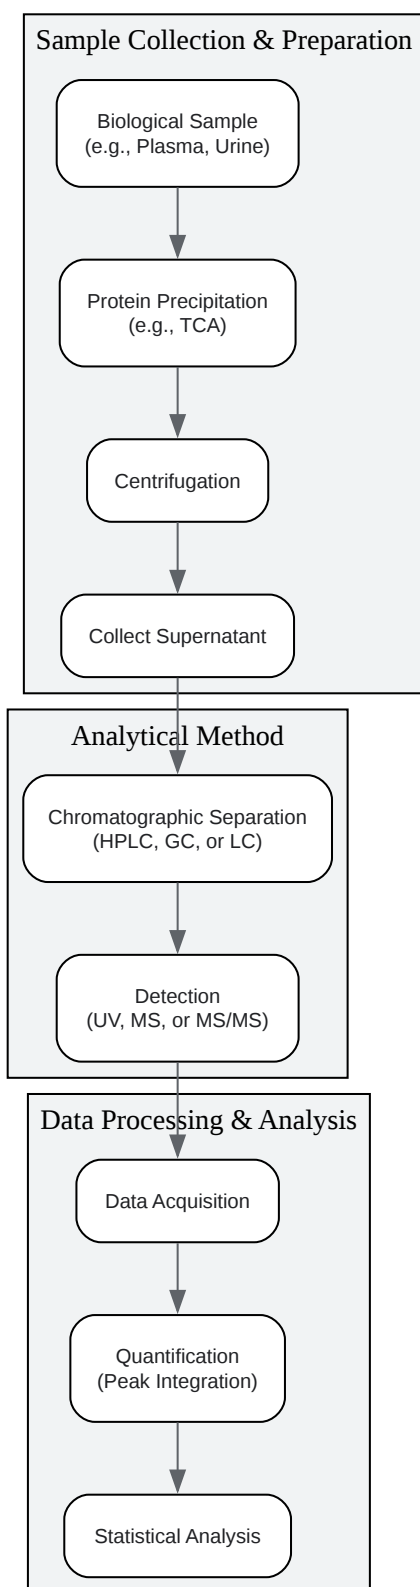 Sample Collection & Preparation
Biological Sample
(e.g., Plasma, Urine)
Protein Precipitation
(e.g., TCA)
Centrifugation
Collect Supernatant
Analytical Method
Chromatographic Separation
(HPLC, GC, or LC)
Detection
(UV, MS, or MS/MS)
Data Processing & Analysis
Data Acquisition
Quantification
(Peak Integration)
Statistical Analysis